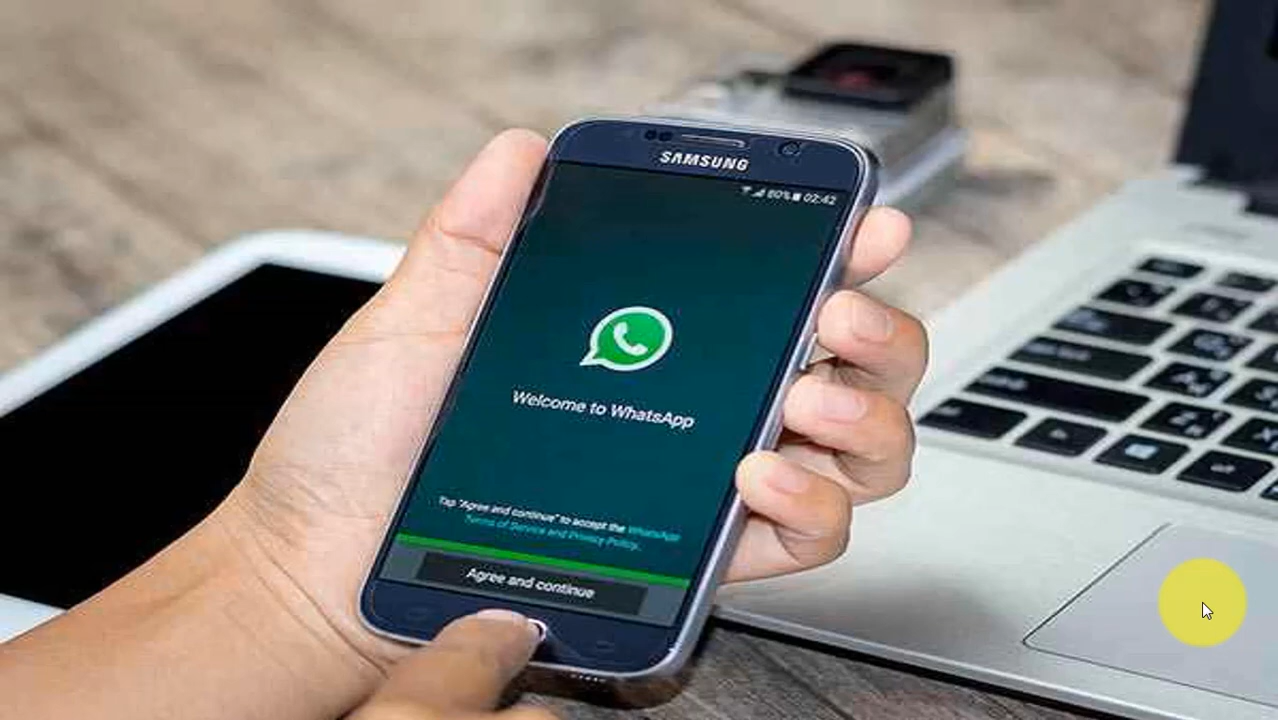 SAMSUNG
80% 02:42
Welcome to WhatsApp
Tap "Agree and continue" to accept the WhatsApp
Terms of Service and Privacy Policy.
Agree and continue